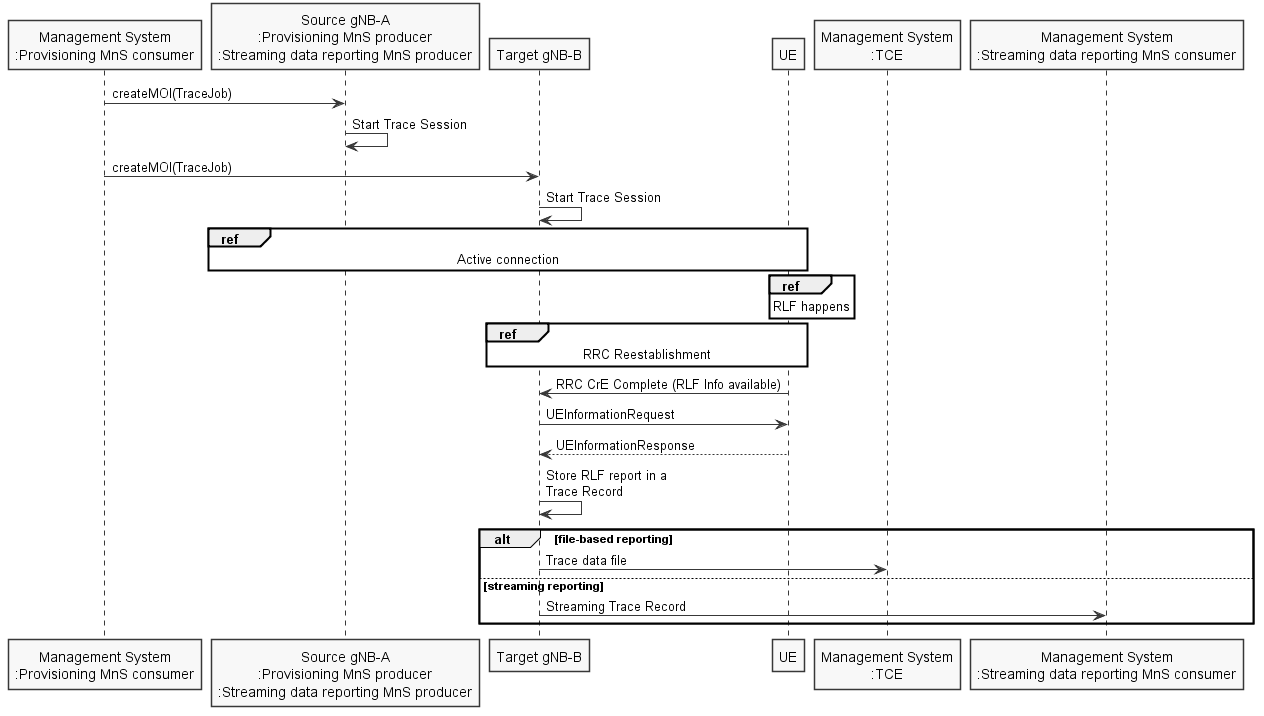 Management System
:Provisioning MnS consumer
Source gNB-A
:Provisioning MnS producer
:Streaming data reporting MnS producer
Target gNB-B
UE
Management System
:TCE
Management System
:Streaming data reporting MnS consumer
createMOI(TraceJob)
Start Trace Session
createMOI(TraceJob)
Start Trace Session
ref
Active connection
ref
RLF happens
ref
RRC Reestablishment
RRC CrE Complete (RLF Info available)
UEInformationRequest
UEInformationResponse
Store RLF report in a
Trace Record
alt
[file-based reporting]
Trace data file
[streaming reporting]
Streaming Trace Record
Management System
:Provisioning MnS consumer
Source gNB-A
:Provisioning MnS producer
:Streaming data reporting MnS producer
Target gNB-B
UE
Management System
:TCE
Management System
:Streaming data reporting MnS consumer